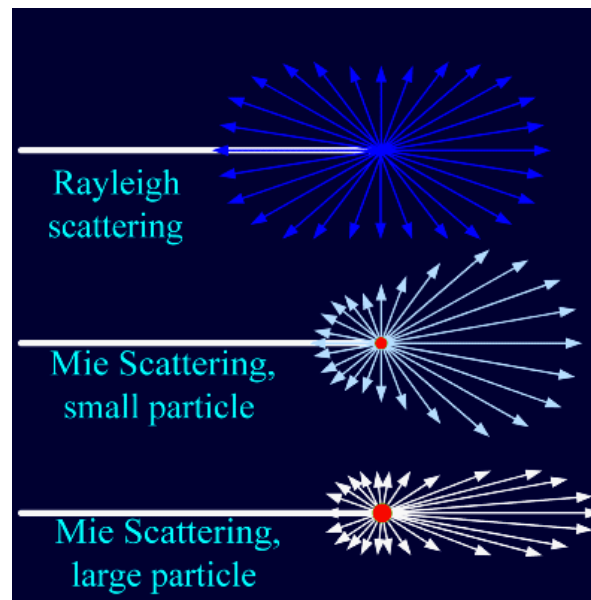 Rayleigh
scattering
Mie Scattering,
small particle
Mie Scattering,
large particle